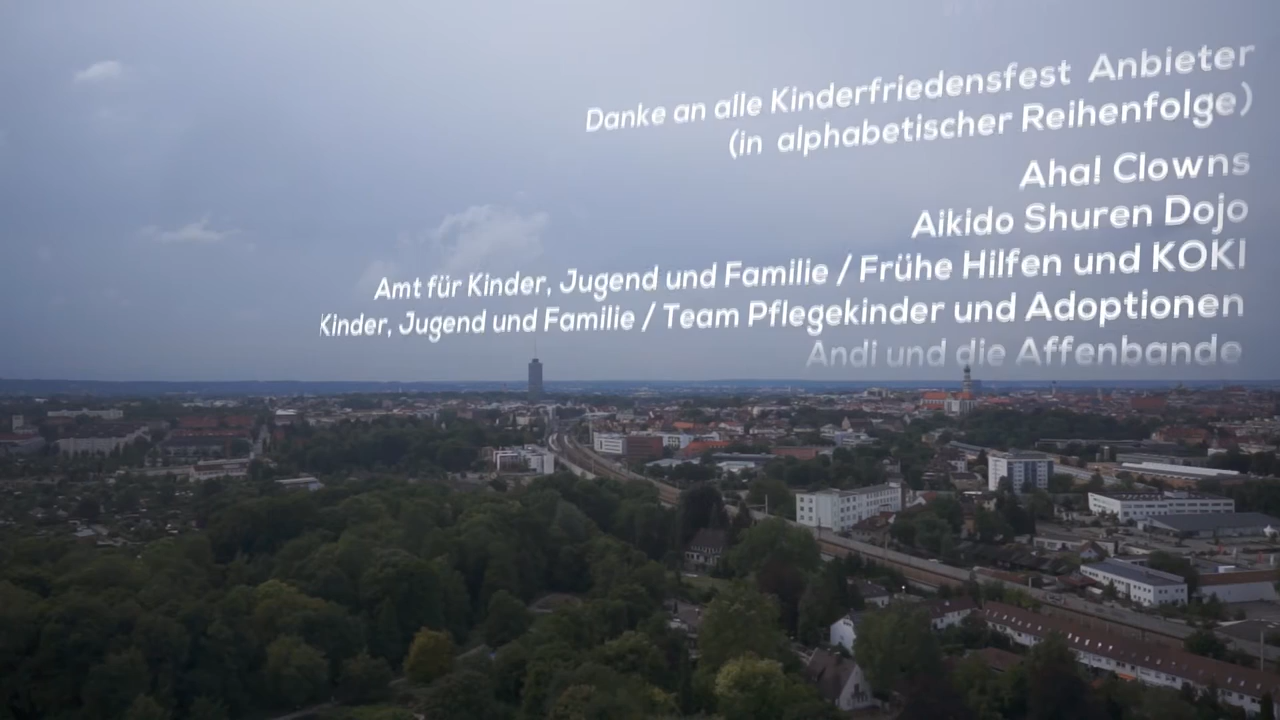 Danke an alle Kinderfriedensfest Anbieter
(in alphabetischer Reihenfolge)
Aha! Clowns
Aikido Shuren Dojo
Amt für Kinder, Jugend und Familie / Frühe Hilfen und KOKI
Kinder, Jugend und Familie / Team Pflegekinder und Adoptionen
Andi und die Affenbande